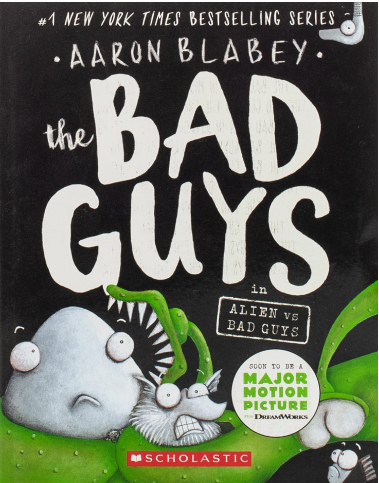 #1 NEW YORK TIMES BESTSELLING SERIES
• AARON BLABEY •
the BAD
GUYS
in
ALIEN vs
BAD GUYS
SOON TO BE A
MAJOR
MOTION
PICTURE
FROM DREAMWORKS
SCHOLASTIC